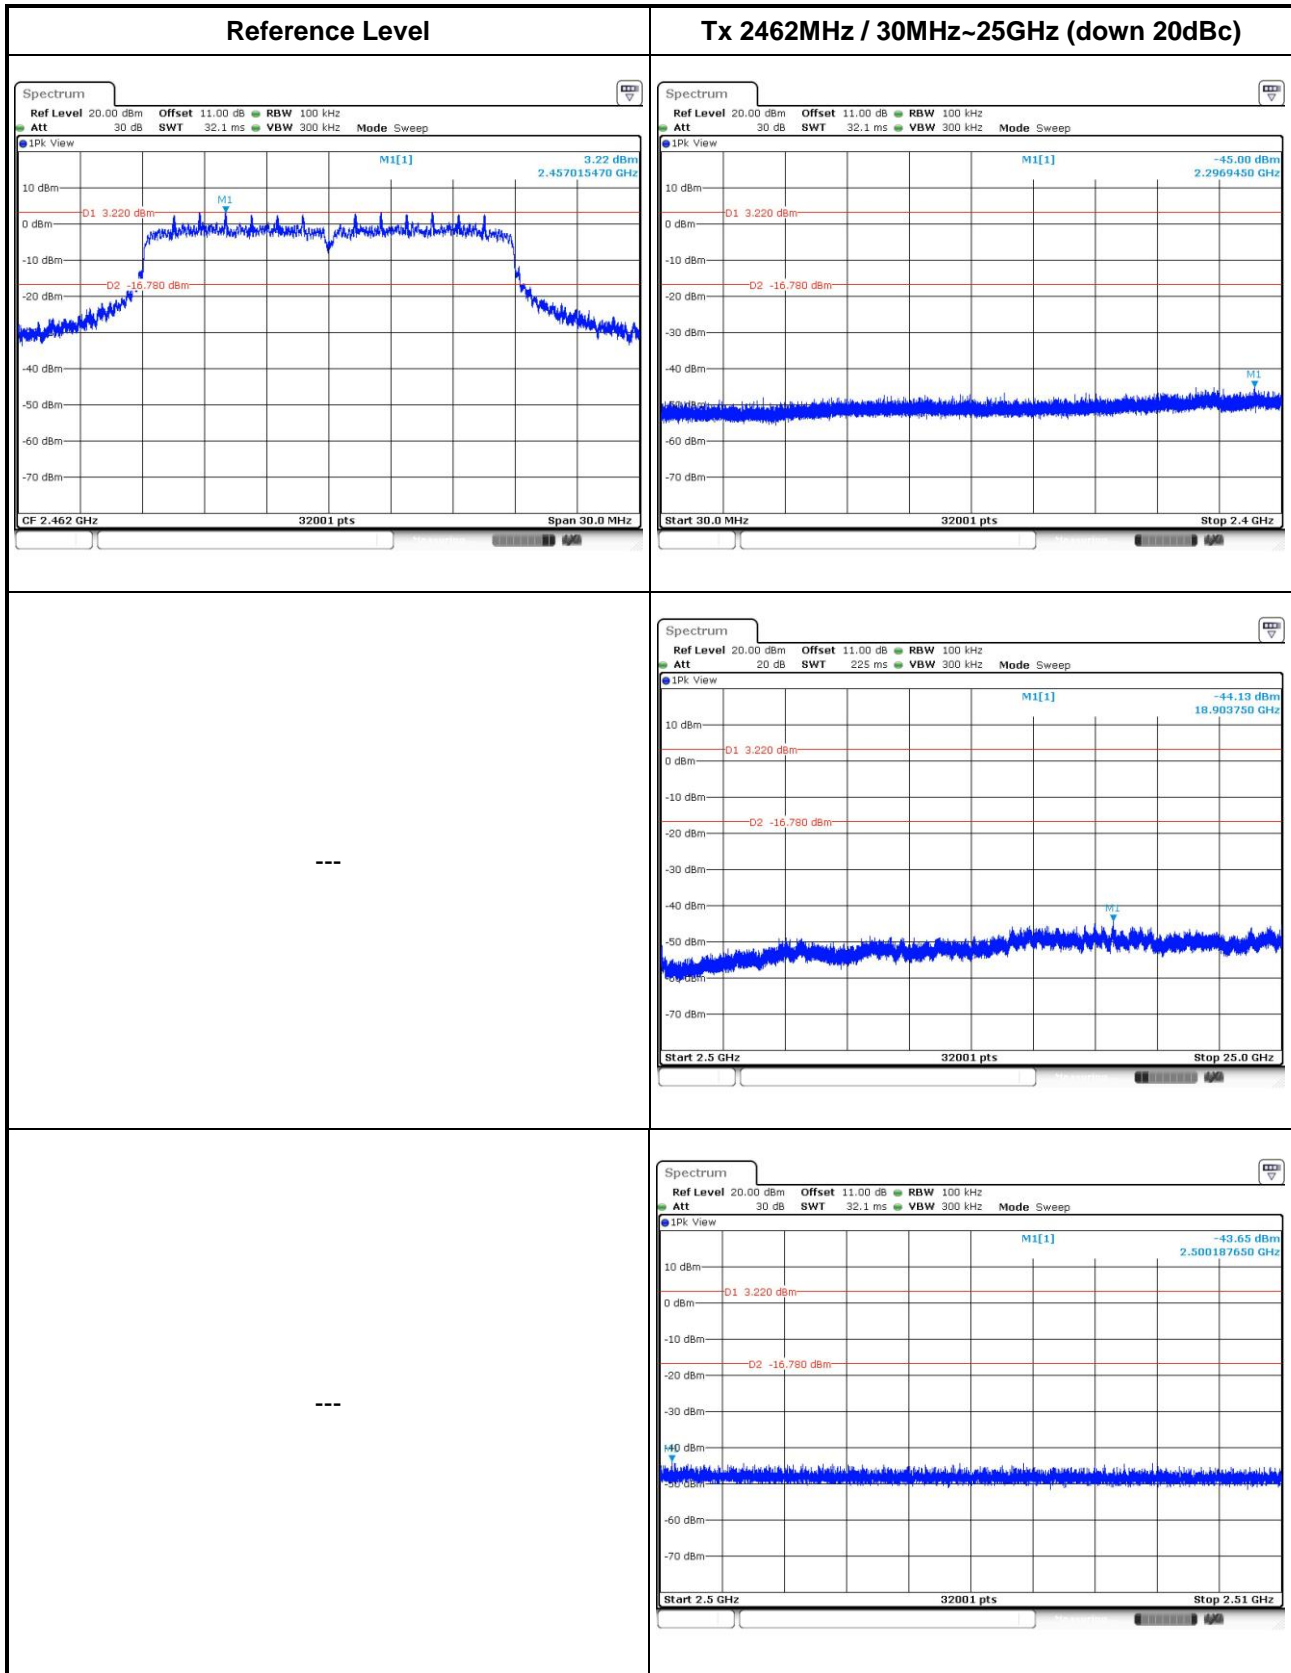 Reference Level
Tx 2462MHz / 30MHz~25GHz (down 20dBc)
Spectrum
Ref Level 20.00 dBm Offset 11.00 dB RBW 100 kHz
Att 30 dB SWT 32.1 ms VBW 300 kHz Mode Sweep
1Pk View
M1[1] 3.22 dBm
2.457015470 GHz
10 dBm
M1
D1 3.220 dBm
0 dBm
-10 dBm
D2 -16.780 dBm
-20 dBm
-30 dBm
-40 dBm
-50 dBm
-60 dBm
-70 dBm
CF 2.462 GHz 32001 pts Span 30.0 MHz
Spectrum
Ref Level 20.00 dBm Offset 11.00 dB RBW 100 kHz
Att 30 dB SWT 32.1 ms VBW 300 kHz Mode Sweep
1Pk View
M1[1] -45.00 dBm
2.2969450 GHz
10 dBm
D1 3.220 dBm
0 dBm
-10 dBm
D2 -16.780 dBm
-20 dBm
-30 dBm
-40 dBm
M1
-60 dBm
-70 dBm
Start 30.0 MHz 32001 pts Stop 2.4 GHz
---
Spectrum
Ref Level 20.00 dBm Offset 11.00 dB RBW 100 kHz
Att 20 dB SWT 225 ms VBW 300 kHz Mode Sweep
1Pk View
M1[1] -44.13 dBm
18.903750 GHz
10 dBm
D1 3.220 dBm
0 dBm
-10 dBm
D2 -16.780 dBm
-20 dBm
-30 dBm
-40 dBm
M1
-50 dBm
-70 dBm
Start 2.5 GHz 32001 pts Stop 25.0 GHz
---
Spectrum
Ref Level 20.00 dBm Offset 11.00 dB RBW 100 kHz
Att 30 dB SWT 32.1 ms VBW 300 kHz Mode Sweep
1Pk View
M1[1] -43.65 dBm
2.500187650 GHz
10 dBm
D1 3.220 dBm
0 dBm
-10 dBm
D2 -16.780 dBm
-20 dBm
-30 dBm
-50 dBm
-60 dBm
-70 dBm
Start 2.5 GHz 32001 pts Stop 2.51 GHz